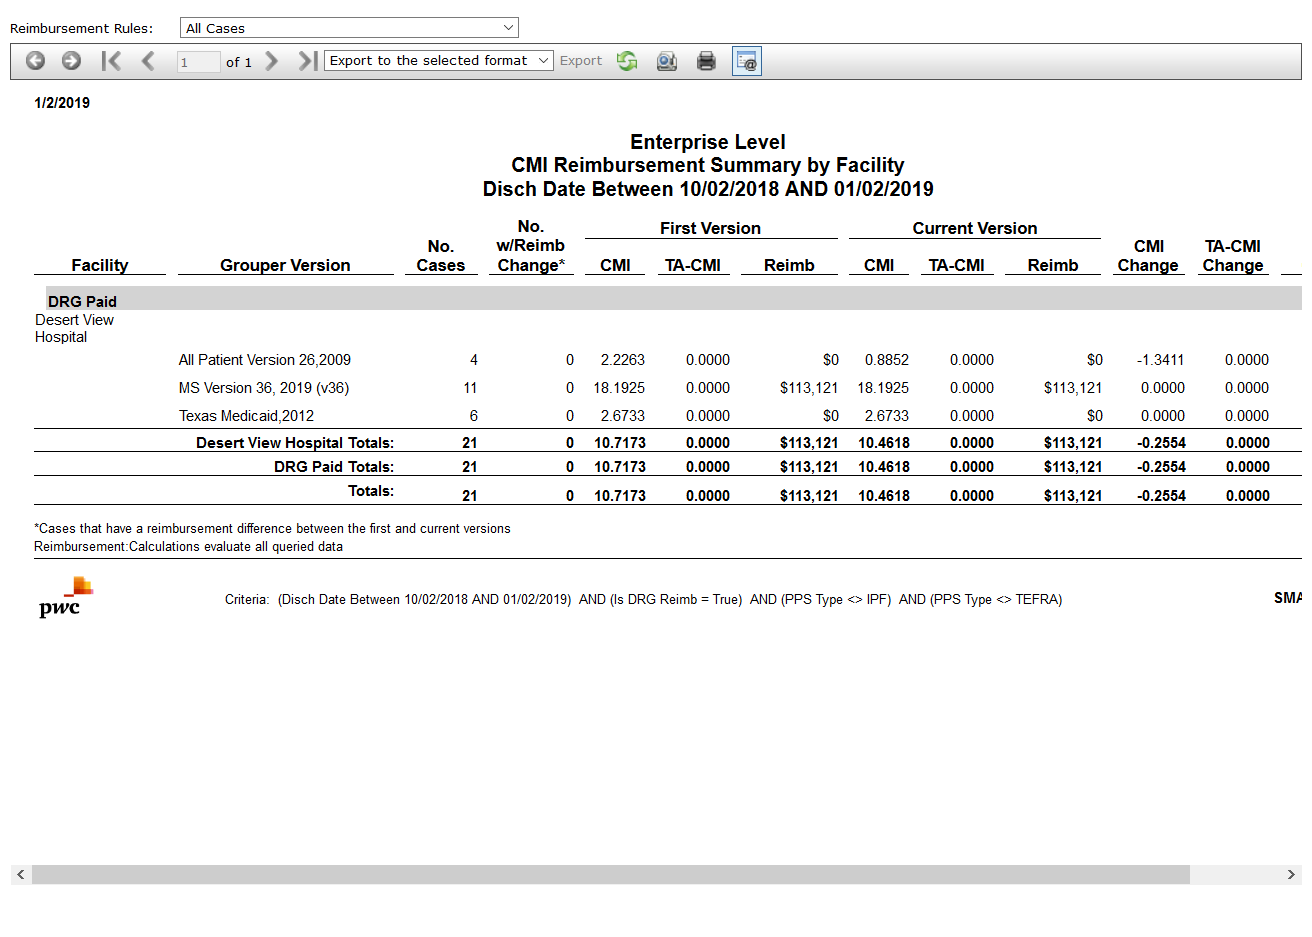 Reimbursement Rules: All Cases
1 of 1 Export to the selected format Export
1/2/2019
Enterprise Level
CMI Reimbursement Summary by Facility
Disch Date Between 10/02/2018 AND 01/02/2019
Facility Grouper Version No. Cases No. w/Reimb Change* First Version CMI TA-CMI Reimb Current Version CMI TA-CMI Reimb CMI Change TA-CMI Change
DRG Paid
Desert View
Hospital
All Patient Version 26,2009 4 0 2.2263 0.0000 $0 0.8852 0.0000 $0 -1.3411 0.0000
MS Version 36, 2019 (v36) 11 0 18.1925 0.0000 $113,121 18.1925 0.0000 $113,121 0.0000 0.0000
Texas Medicaid,2012 6 0 2.6733 0.0000 $0 2.6733 0.0000 $0 0.0000 0.0000
Desert View Hospital Totals: 21 0 10.7173 0.0000 $113,121 10.4618 0.0000 $113,121 -0.2554 0.0000
DRG Paid Totals: 21 0 10.7173 0.0000 $113,121 10.4618 0.0000 $113,121 -0.2554 0.0000
Totals: 21 0 10.7173 0.0000 $113,121 10.4618 0.0000 $113,121 -0.2554 0.0000
*Cases that have a reimbursement difference between the first and current versions
Reimbursement:Calculations evaluate all queried data
pwc
Criteria: (Disch Date Between 10/02/2018 AND 01/02/2019) AND (Is DRG Reimb = True) AND (PPS Type <> IPF) AND (PPS Type <> TEFRA)
SMA